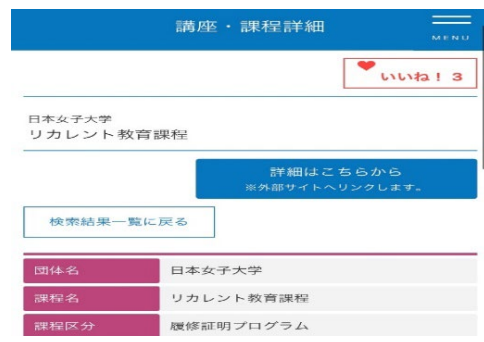 講座・課程詳細
MENU
いいね！3
日本女子大学
リカレント教育課程
詳細はこちらから
※外部サイトへリンクします。
検索結果一覧に戻る
団体名 日本女子大学
課程名 リカレント教育課程
課程区分 履修証明プログラム